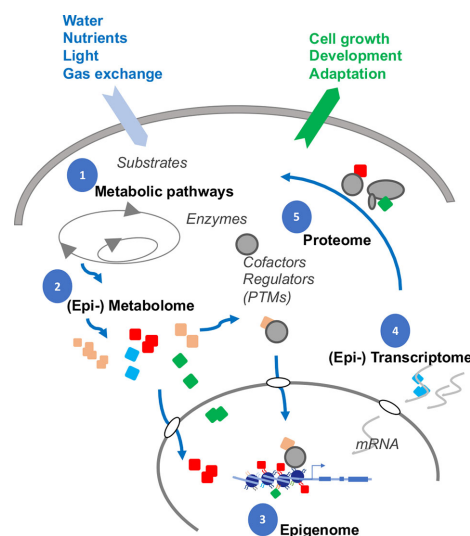 Water
Nutrients
Light
Gas exchange
Cell growth
Development
Adaptation
Substrates
1
Metabolic pathways
Enzymes
5
Proteome
Cofactors
Regulators
(PTMs)
2
(Epi-) Metabolome
4
(Epi-) Transcriptome
mRNA
3
Epigenome